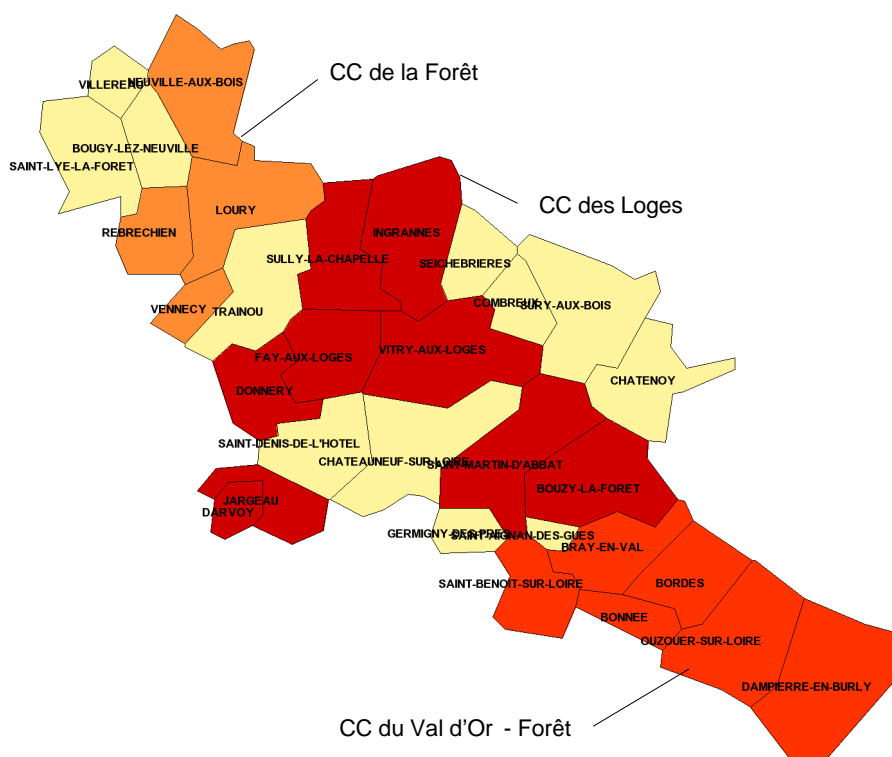 CC de la Forêt
VILLEREAU
NEUVILLE-AUX-BOIS
BOUGY-LEZ-NEUVILLE
SAINT-LYE-LA-FORET
CC des Loges
LOURY
REBRECHIEN
INGRANNES
SULLY-LA-CHAPELLE
SEICHEBRIERES
COMBREUX
SURY-AUX-BOIS
VENNECY
TRAINOU
FAY-AUX-LOGES
VITRY-AUX-LOGES
CHATENOY
DONNERY
SAINT-DENIS-DE-L'HOTEL
CHATEAUNEUF-SUR-LOIRE
SAINT-MARTIN-D'ABBAT
BOUZY-LA-FORET
JARGEAU
DARVOY
GERMIGNY-DES-PRES
SAINT-AIGNAN-DES-GUES
BRAY-EN-VAL
SAINT-BENOIT-SUR-LOIRE
BORDES
BONNEE
OUZOUER-SUR-LOIRE
DAMPIERRE-EN-BURLY
CC du Val d'Or - Forêt